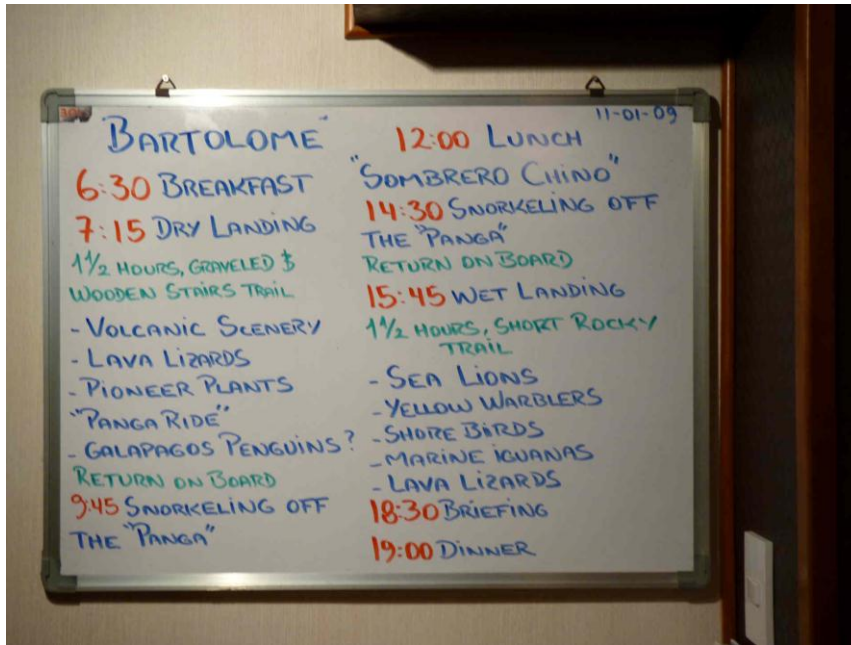 "BARTOLOME"
6:30 BREAKFAST
7:15 DRY LANDING
1½ HOURS, GRAVELED $
WOODEN STAIRS TRAIL
- VOLCANIC SCENERY
- LAVA LIZARDS
- PIONEER PLANTS
"PANGA RIDE"
- GALAPAGOS PENGUINS?
RETURN ON BOARD
9:45 SNORKELING OFF
THE "PANGA"
11-01-09
12:00 LUNCH
"SOMBRERO CHINO"
14:30 SNORKELING OFF
THE "PANGA"
RETURN ON BOARD
15:45 WET LANDING
1½ HOURS, SHORT ROCKY
TRAIL
- SEA LIONS
- YELLOW WARBLERS
- SHORE BIRDS
- MARINE IGUANAS
- LAVA LIZARDS
18:30 BRIEFING
19:00 DINNER